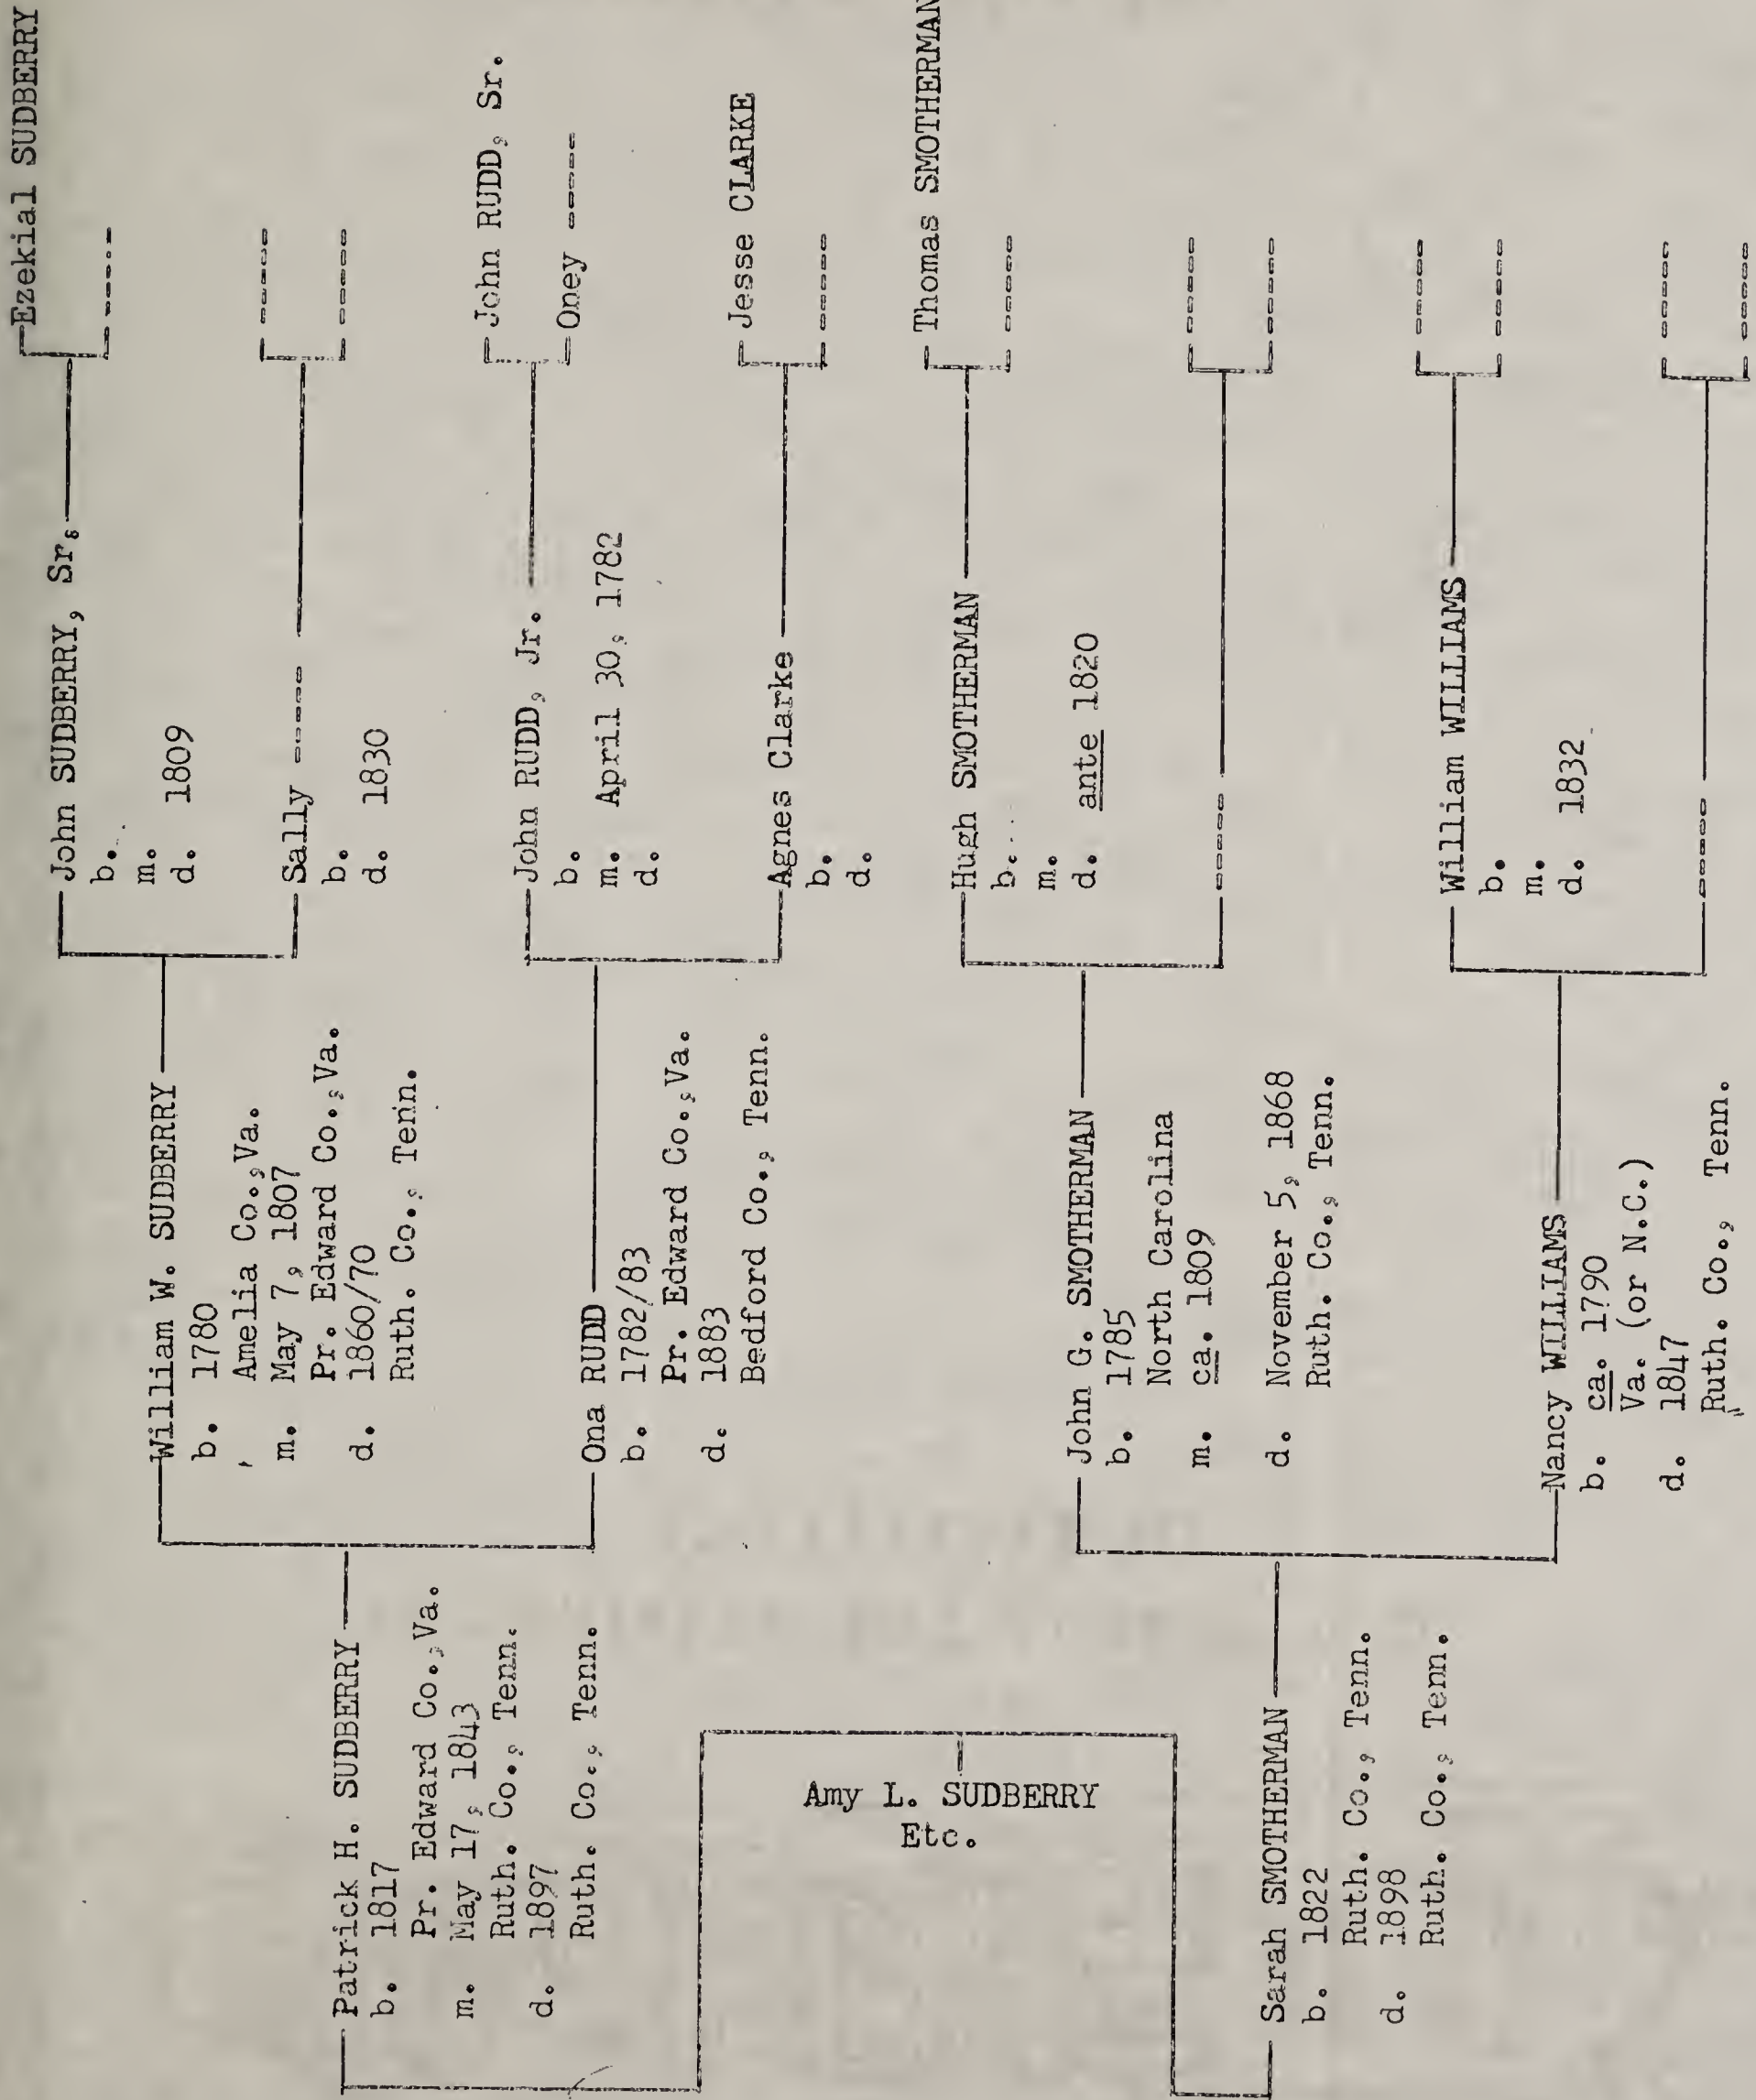 Ezekial SUDBERRY
-----
John SUDBERRY, Sr.
b.
m.
d. 1809
-----
-----
Sally -----
b.
d. 1830
William W. SUDBERRY
b. 1780
Amelia Co., Va.
m. May 7, 1807
Pr. Edward Co., Va.
d. 1860/70
Ruth. Co., Tenn.
John RUDD, Sr.
Oney -----
John RUDD, Jr.
b.
m. April 30, 1782
d.
Jesse CLARKE
-----
Agnes Clarke
b.
d.
Ona RUDD
b. 1782/83
Pr. Edward Co., Va.
d. 1883
Bedford Co., Tenn.
Patrick H. SUDBERRY
b. 1817
Pr. Edward Co., Va.
m. May 17, 1843
Ruth. Co., Tenn.
d. 1897
Ruth. Co., Tenn.
Amy L. SUDBERRY
Etc.
Thomas SMOTHERMAN
-----
Hugh SMOTHERMAN
b.
m.
d. ante 1820
-----
-----
-----
John G. SMOTHERMAN
b. 1785
North Carolina
m. ca. 1809
d. November 5, 1868
Ruth. Co., Tenn.
-----
-----
William WILLIAMS
b.
m.
d. 1832
-----
-----
-----
Nancy WILLIAMS
b. ca. 1790
Va. (or N.C.)
d. 1847
Ruth. Co., Tenn.
Sarah SMOTHERMAN
b. 1822
Ruth. Co., Tenn.
d. 1898
Ruth. Co., Tenn.